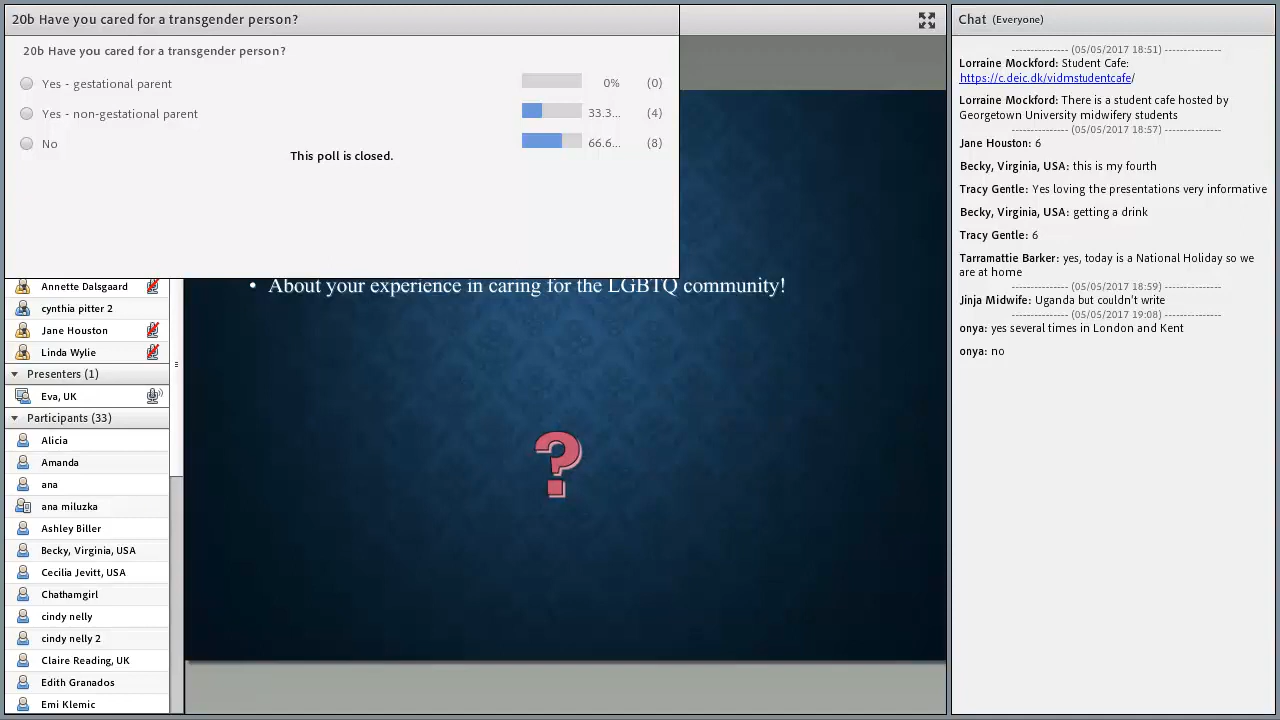 20b Have you cared for a transgender person?
20b Have you cared for a transgender person?
Yes - gestational parent 0% (0)
Yes - non-gestational parent 33.3... (4)
No 66.6... (8)
This poll is closed.
• About your experience in caring for the LGBTQ community!
?
Annette Dalsgaard
cynthia pitter 2
Jane Houston
Linda Wylie
Presenters (1)
Eva, UK
Participants (33)
Alicia
Amanda
ana
ana miluzka
Ashley Biller
Becky, Virginia, USA
Cecilia Jevitt, USA
Chathamgirl
cindy nelly
cindy nelly 2
Claire Reading, UK
Edith Granados
Emi Klemic
Chat (Everyone)
--------------- (05/05/2017 18:51) ---------------
Lorraine Mockford: Student Cafe:
https://c.deic.dk/vidmstudentcafe/
Lorraine Mockford: There is a student cafe hosted by
Georgetown University midwifery students
--------------- (05/05/2017 18:57) ---------------
Jane Houston: 6
Becky, Virginia, USA: this is my fourth
Tracy Gentle: Yes loving the presentations very informative
Becky, Virginia, USA: getting a drink
Tracy Gentle: 6
Tarramattie Barker: yes, today is a National Holiday so we
are at home
--------------- (05/05/2017 18:59) ---------------
Jinja Midwife: Uganda but couldn't write
--------------- (05/05/2017 19:08) ---------------
onya: yes several times in London and Kent
onya: no